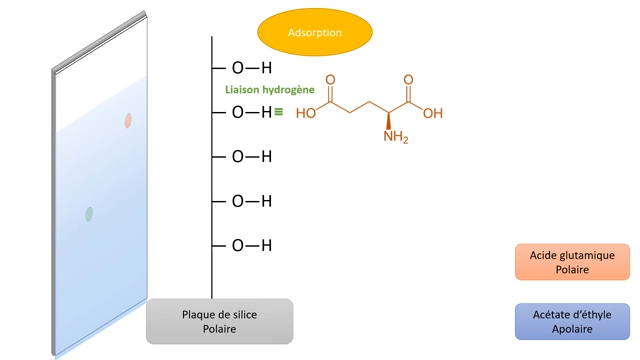 Adsorption
O—H
Liaison hydrogène
O—H≡
O
O
HO
OH
NH2
O—H
O—H
O—H
Acide glutamique
Polaire
Plaque de silice
Polaire
Acétate d'éthyle
Apolaire